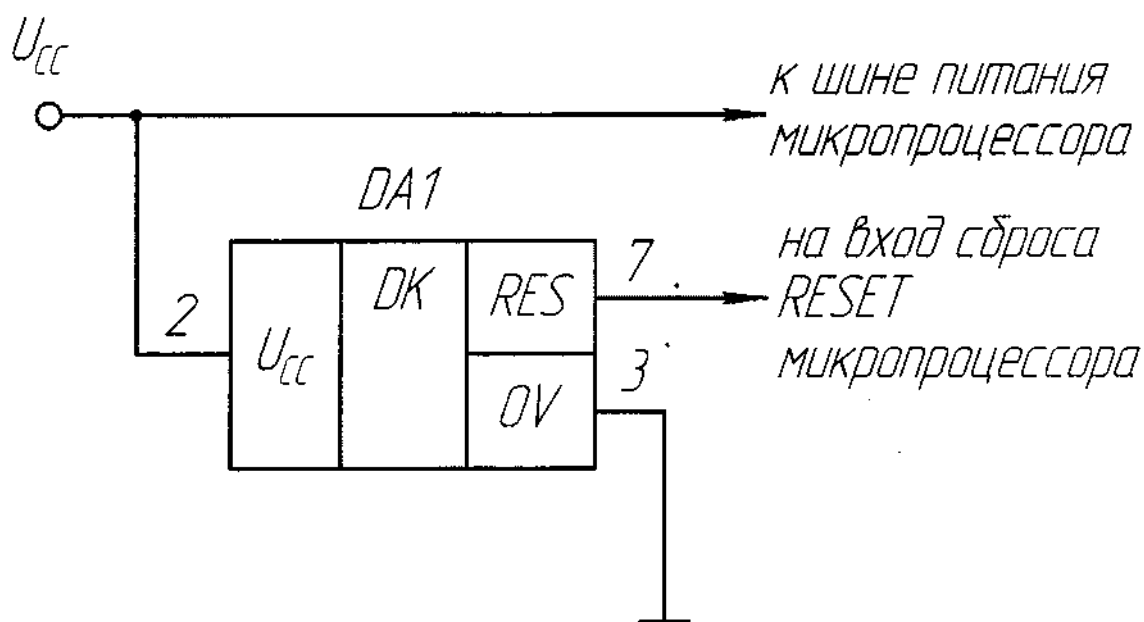 U_CC
к шине питания
микропроцессора
DA1
2
U_CC
DK
RES
0V
7
3
на вход сброса
RESET
микропроцессора